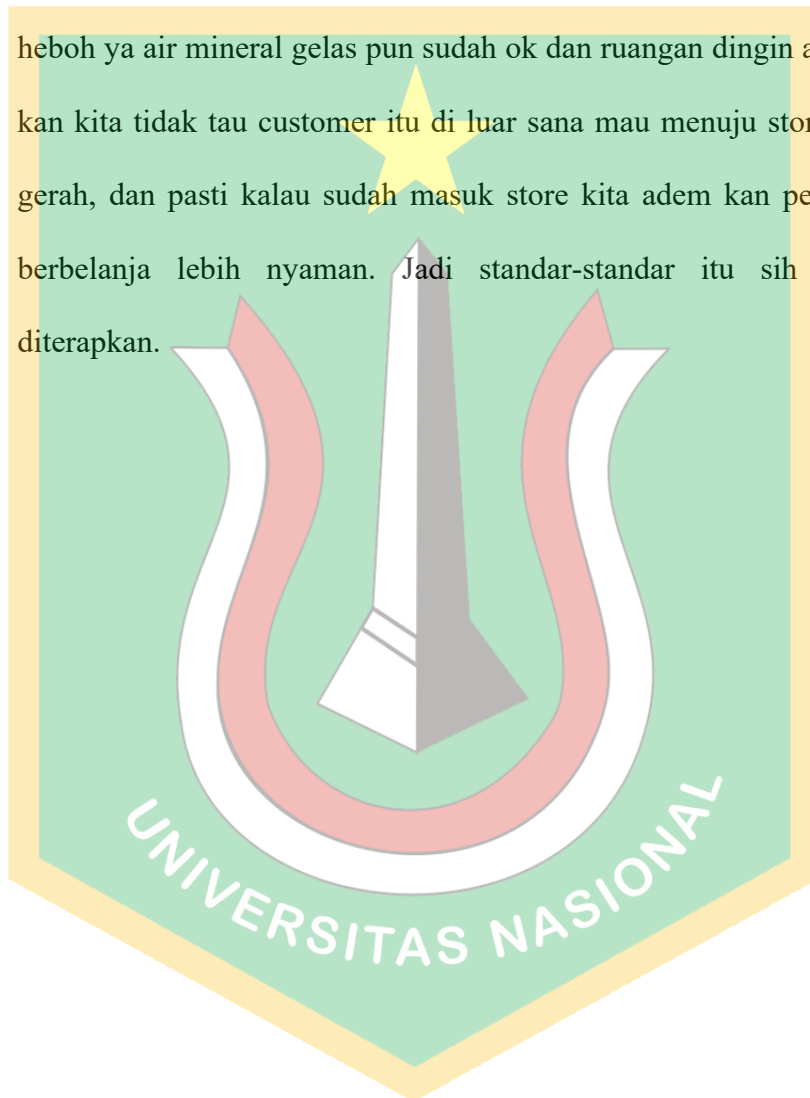 heboh ya air mineral gelas pun sudah ok dan ruangan dingin
kan kita tidak tau customer itu di luar sana mau menuju
gerah, dan pasti kalau sudah masuk store kita adem kan
berbelanja lebih nyaman. Jadi standar-standar itu sih
diterapkan.
UNIVERSITAS NASIONAL